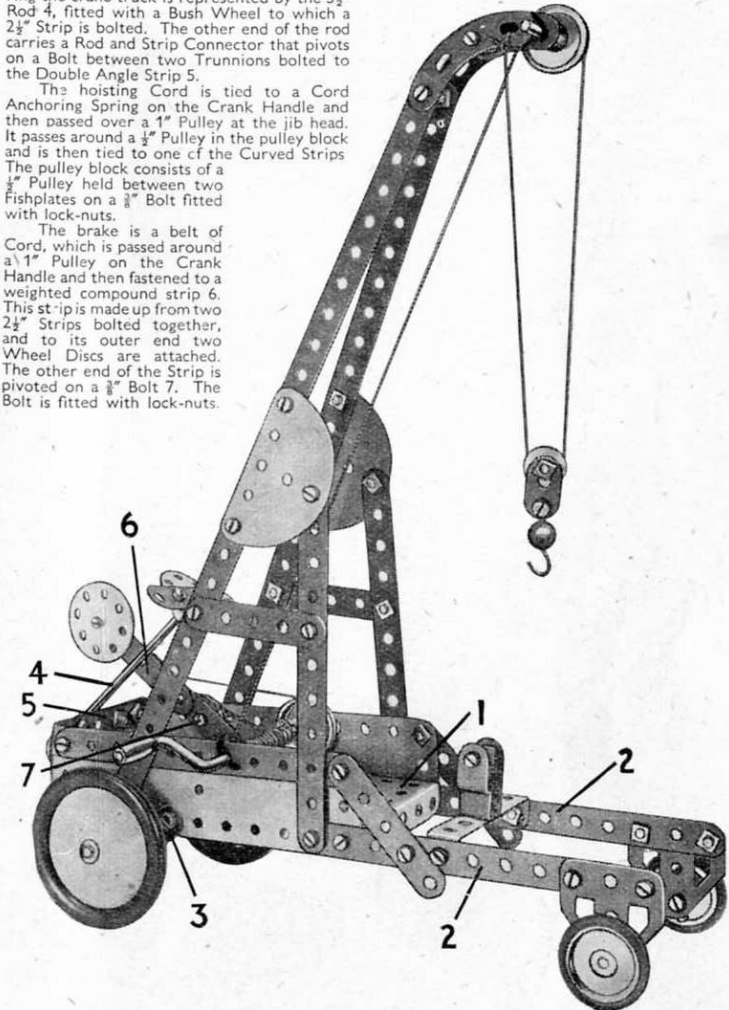 the crane truck is represented by the 3½"
Rod 4, fitted with a Bush Wheel to which a
2½" Strip is bolted. The other end of the rod
carries a Rod and Strip Connector that pivots
on a Bolt between two Trunnions bolted to
the Double Angle Strip 5.
The hoisting Cord is tied to a Cord
Anchoring Spring on the Crank Handle and
then passed over a 1" Pulley at the jib head.
It passes around a ½" Pulley in the pulley block
and is then tied to one of the Curved Strips
The pulley block consists of a
½" Pulley held between two
Fishplates on a ⅜" Bolt fitted
with lock-nuts.
The brake is a belt of
Cord, which is passed around
a 1" Pulley on the Crank
Handle and then fastened to a
weighted compound strip 6.
This strip is made up from two
2½" Strips bolted together,
and to its outer end two
Wheel Discs are attached.
The other end of the Strip is
pivoted on a ⅜" Bolt 7. The
Bolt is fitted with lock-nuts.
6
4
5
7
3
1
2
2